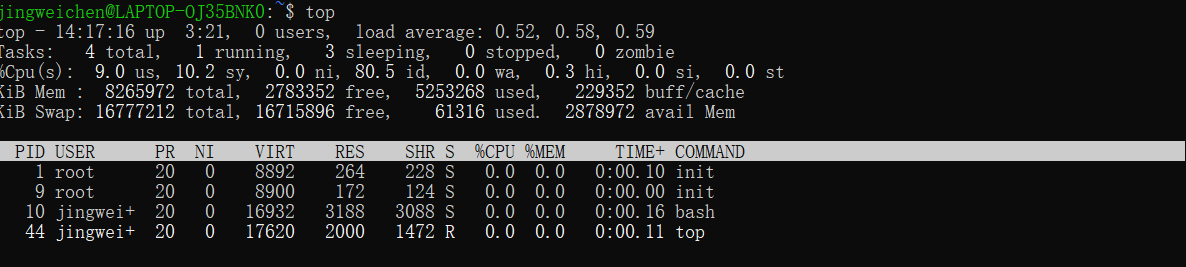 jingweichen@LAPTOP-OJ35BNK0:~$ top
top - 14:17:16 up  3:21,  0 users,  load average: 0.52, 0.58, 0.59
Tasks:   4 total,   1 running,   3 sleeping,   0 stopped,   0 zombie
%Cpu(s):  9.0 us, 10.2 sy,  0.0 ni, 80.5 id,  0.0 wa,  0.3 hi,  0.0 si,  0.0 st
KiB Mem :  8265972 total,  2783352 free,  5253268 used,   229352 buff/cache
KiB Swap: 16777212 total, 16715896 free,    61316 used.  2878972 avail Mem
PID USER      PR  NI    VIRT    RES    SHR S  %CPU %MEM     TIME+ COMMAND
1 root      20   0    8892    264    228 S   0.0  0.0   0:00.10 init
9 root      20   0    8900    172    124 S   0.0  0.0   0:00.00 init
10 jingwei+  20   0   16932   3188   3088 S   0.0  0.0   0:00.16 bash
44 jingwei+  20   0   17620   2000   1472 R   0.0  0.0   0:00.11 top